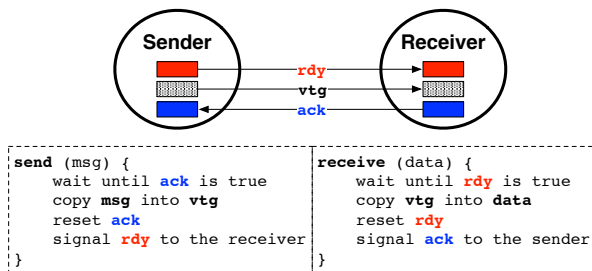 Sender
Receiver
rdy
vtg
ack
send (msg) {
wait until ack is true
copy msg into vtg
reset ack
signal rdy to the receiver
}
receive (data) {
wait until rdy is true
copy vtg into data
reset rdy
signal ack to the sender
}